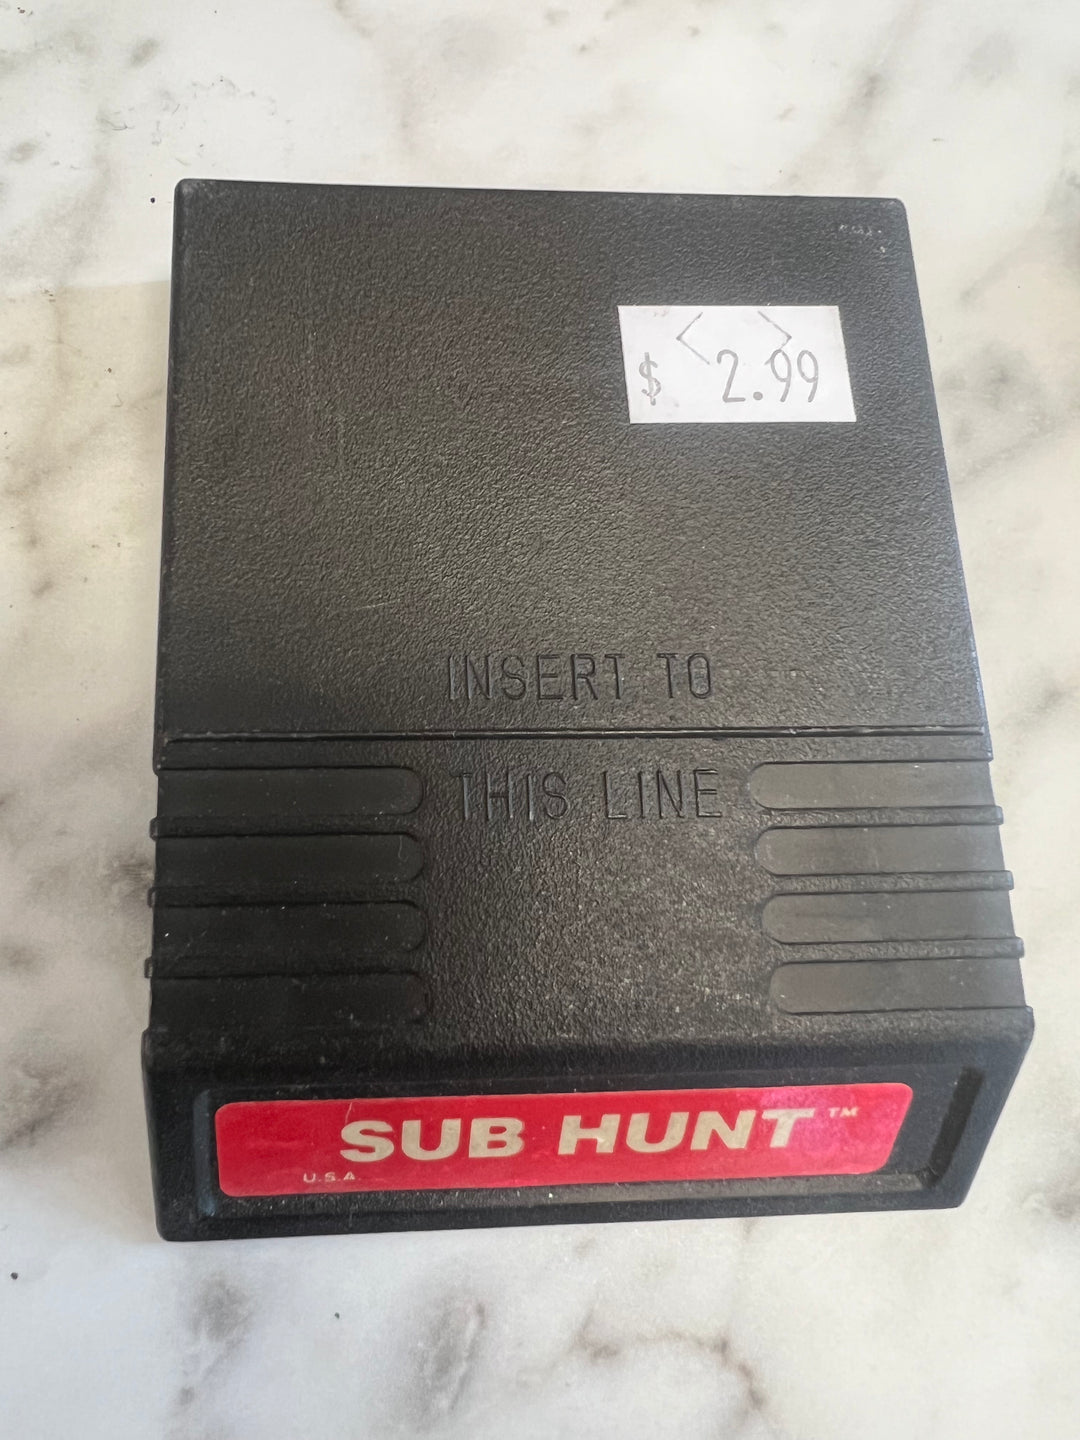 $ 2.99
INSERT TO
THIS LINE
SUB HUNT™
U.S.A.